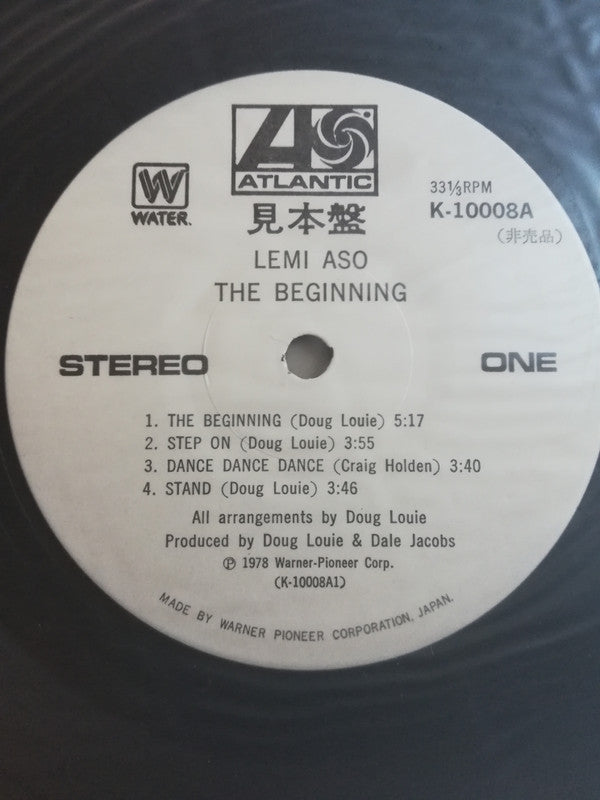 ATLANTIC
W
WATER.
見本盤
33⅓RPM
K-10008A
(非売品)
LEMI ASO
THE BEGINNING
STEREO
ONE
1. THE BEGINNING (Doug Louie) 5:17
2. STEP ON (Doug Louie) 3:55
3. DANCE DANCE DANCE (Craig Holden) 3:40
4. STAND (Doug Louie) 3:46
All arrangements by Doug Louie
Produced by Doug Louie & Dale Jacobs
℗ 1978 Warner-Pioneer Corp.
(K-10008A1)
MADE BY WARNER PIONEER CORPORATION, JAPAN.